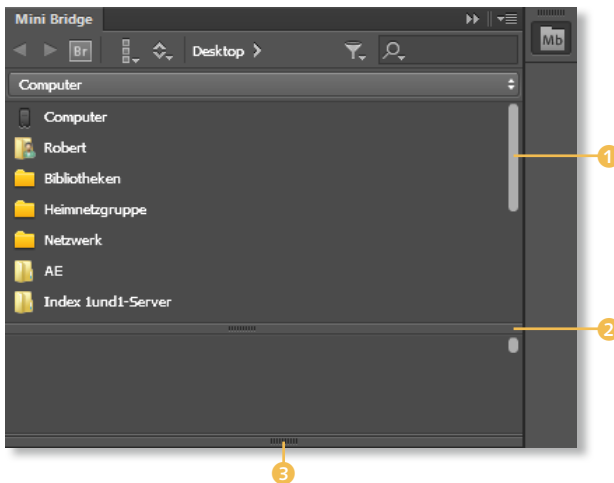 Mini Bridge
Br
Desktop >
Mb
Computer
Computer
Robert
Bibliotheken
Heimnetzgruppe
Netzwerk
AE
Index 1und1-Server
1
2
3